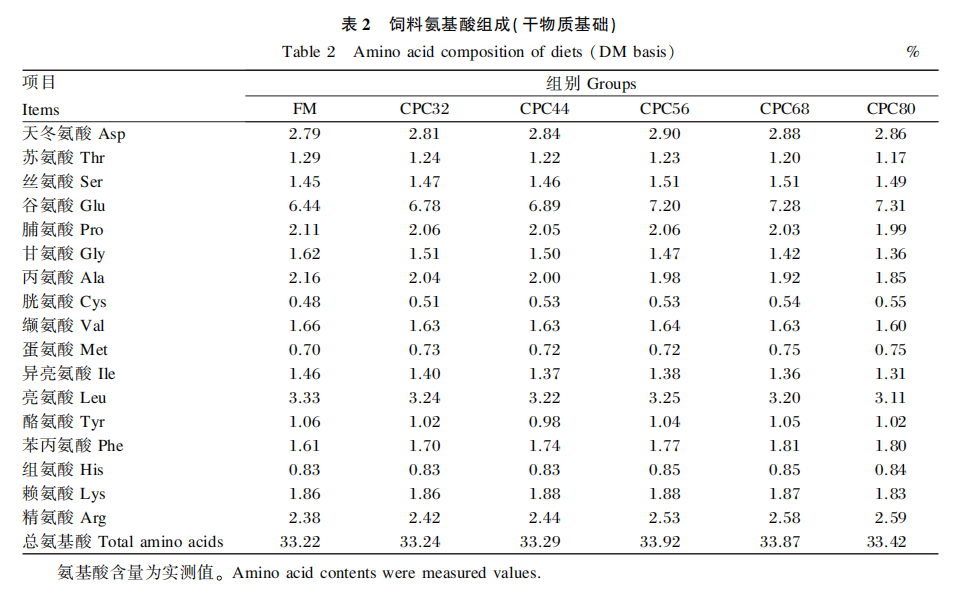 表 2 饲料氨基酸组成(干物质基础)
Table 2 Amino acid composition of diets (DM basis) %
项目 组别 Groups
Items FM CPC32 CPC44 CPC56 CPC68 CPC80
天冬氨酸 Asp 2.79 2.81 2.84 2.90 2.88 2.86
苏氨酸 Thr 1.29 1.24 1.22 1.23 1.20 1.17
丝氨酸 Ser 1.45 1.47 1.46 1.51 1.51 1.49
谷氨酸 Glu 6.44 6.78 6.89 7.20 7.28 7.31
脯氨酸 Pro 2.11 2.06 2.05 2.06 2.03 1.99
甘氨酸 Gly 1.62 1.51 1.50 1.47 1.42 1.36
丙氨酸 Ala 2.16 2.04 2.00 1.98 1.92 1.85
胱氨酸 Cys 0.48 0.51 0.53 0.53 0.54 0.55
缬氨酸 Val 1.66 1.63 1.63 1.64 1.63 1.60
蛋氨酸 Met 0.70 0.73 0.72 0.72 0.75 0.75
异亮氨酸 Ile 1.46 1.40 1.37 1.38 1.36 1.31
亮氨酸 Leu 3.33 3.24 3.22 3.25 3.20 3.11
酪氨酸 Tyr 1.06 1.02 0.98 1.04 1.05 1.02
苯丙氨酸 Phe 1.61 1.70 1.74 1.77 1.81 1.80
组氨酸 His 0.83 0.83 0.83 0.85 0.85 0.84
赖氨酸 Lys 1.86 1.86 1.88 1.88 1.87 1.83
精氨酸 Arg 2.38 2.42 2.44 2.53 2.58 2.59
总氨基酸 Total amino acids 33.22 33.24 33.29 33.92 33.87 33.42
氨基酸含量为实测值。Amino acid contents were measured values.